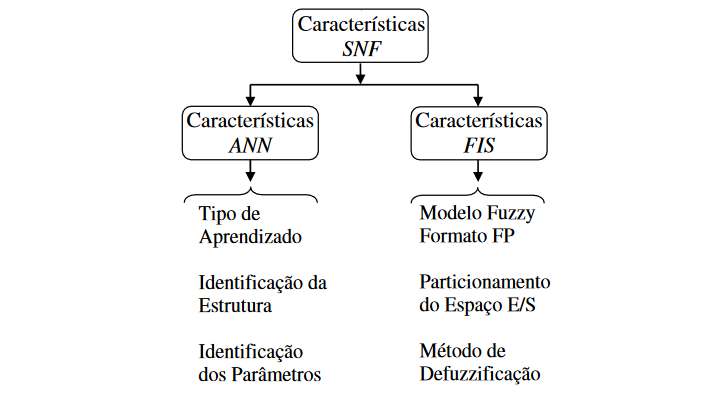 Características
SNF
Características
ANN
Características
FIS
Tipo de
Aprendizado
Identificação da
Estrutura
Identificação
dos Parâmetros
Modelo Fuzzy
Formato FP
Particionamento
do Espaço E/S
Método de
Defuzzificação